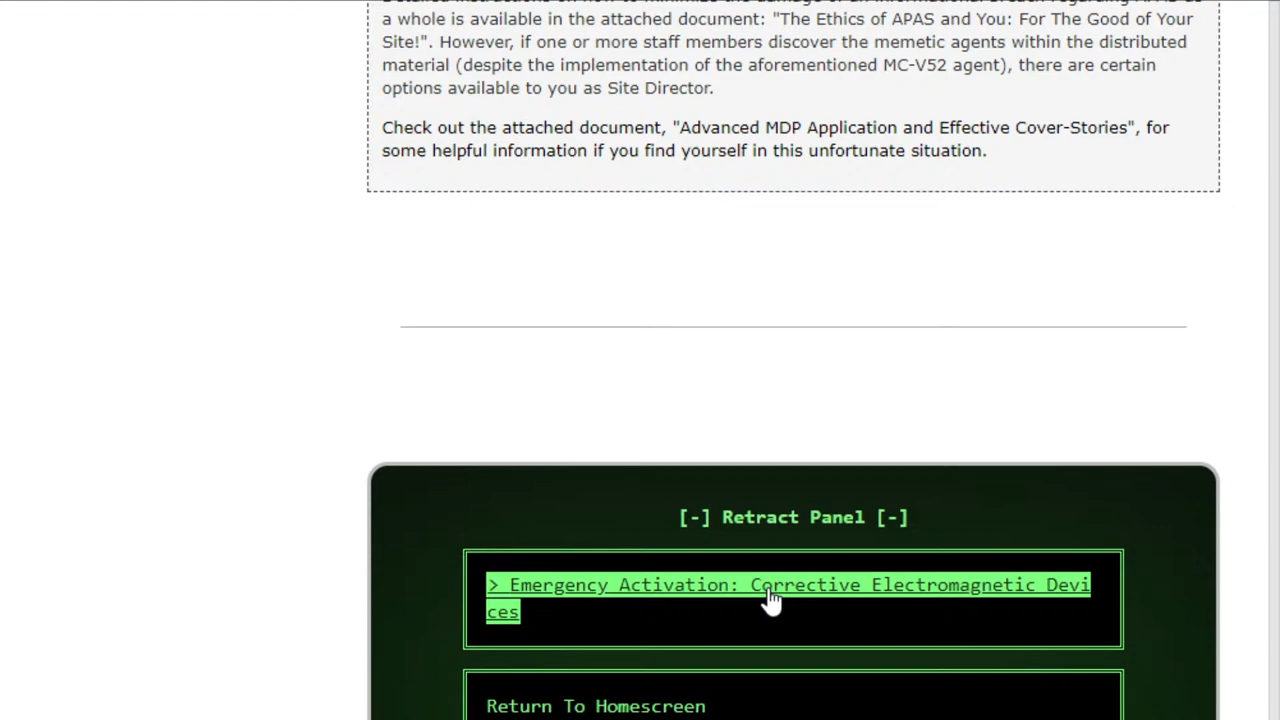 a whole is available in the attached document: "The Ethics of APAS and You: For The Good of Your
Site!". However, if one or more staff members discover the memetic agents within the distributed
material (despite the implementation of the aforementioned MC-V52 agent), there are certain
options available to you as Site Director.
Check out the attached document, "Advanced MDP Application and Effective Cover-Stories", for
some helpful information if you find yourself in this unfortunate situation.
[-] Retract Panel [-]
> Emergency Activation: Corrective Electromagnetic Devi
ces
Return To Homescreen